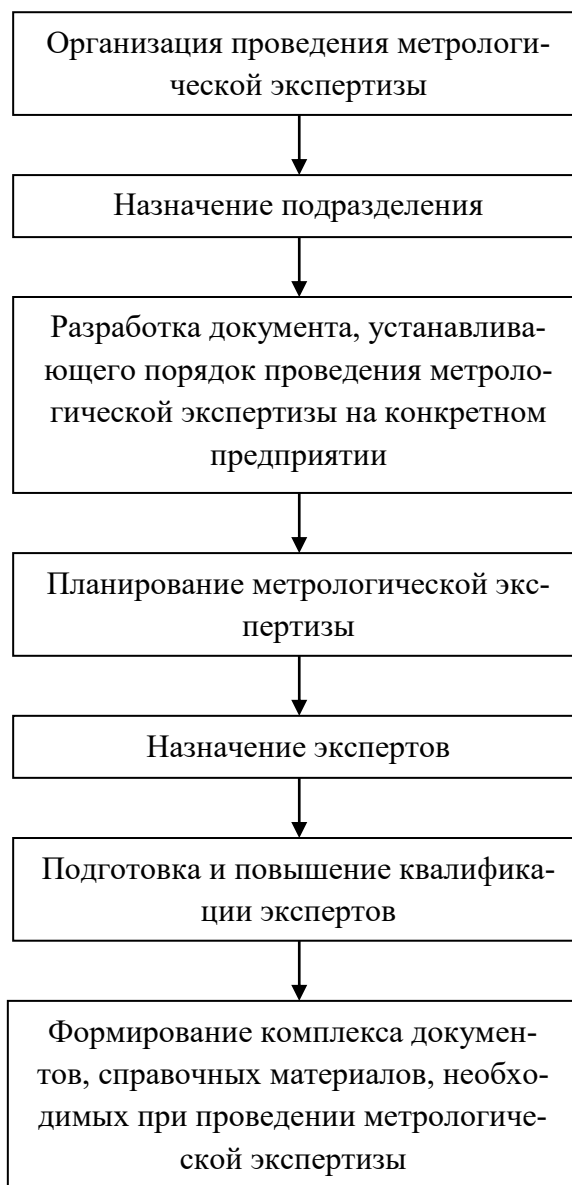 Организация проведения метрологи-
ческой экспертизы
Назначение подразделения
Разработка документа, устанавлива-
ющего порядок проведения метроло-
гической экспертизы на конкретном
предприятии
Планирование метрологической экс-
пертизы
Назначение экспертов
Подготовка и повышение квалифика-
ции экспертов
Формирование комплекса докумен-
тов, справочных материалов, необхо-
димых при проведении метрологиче-
ской экспертизы